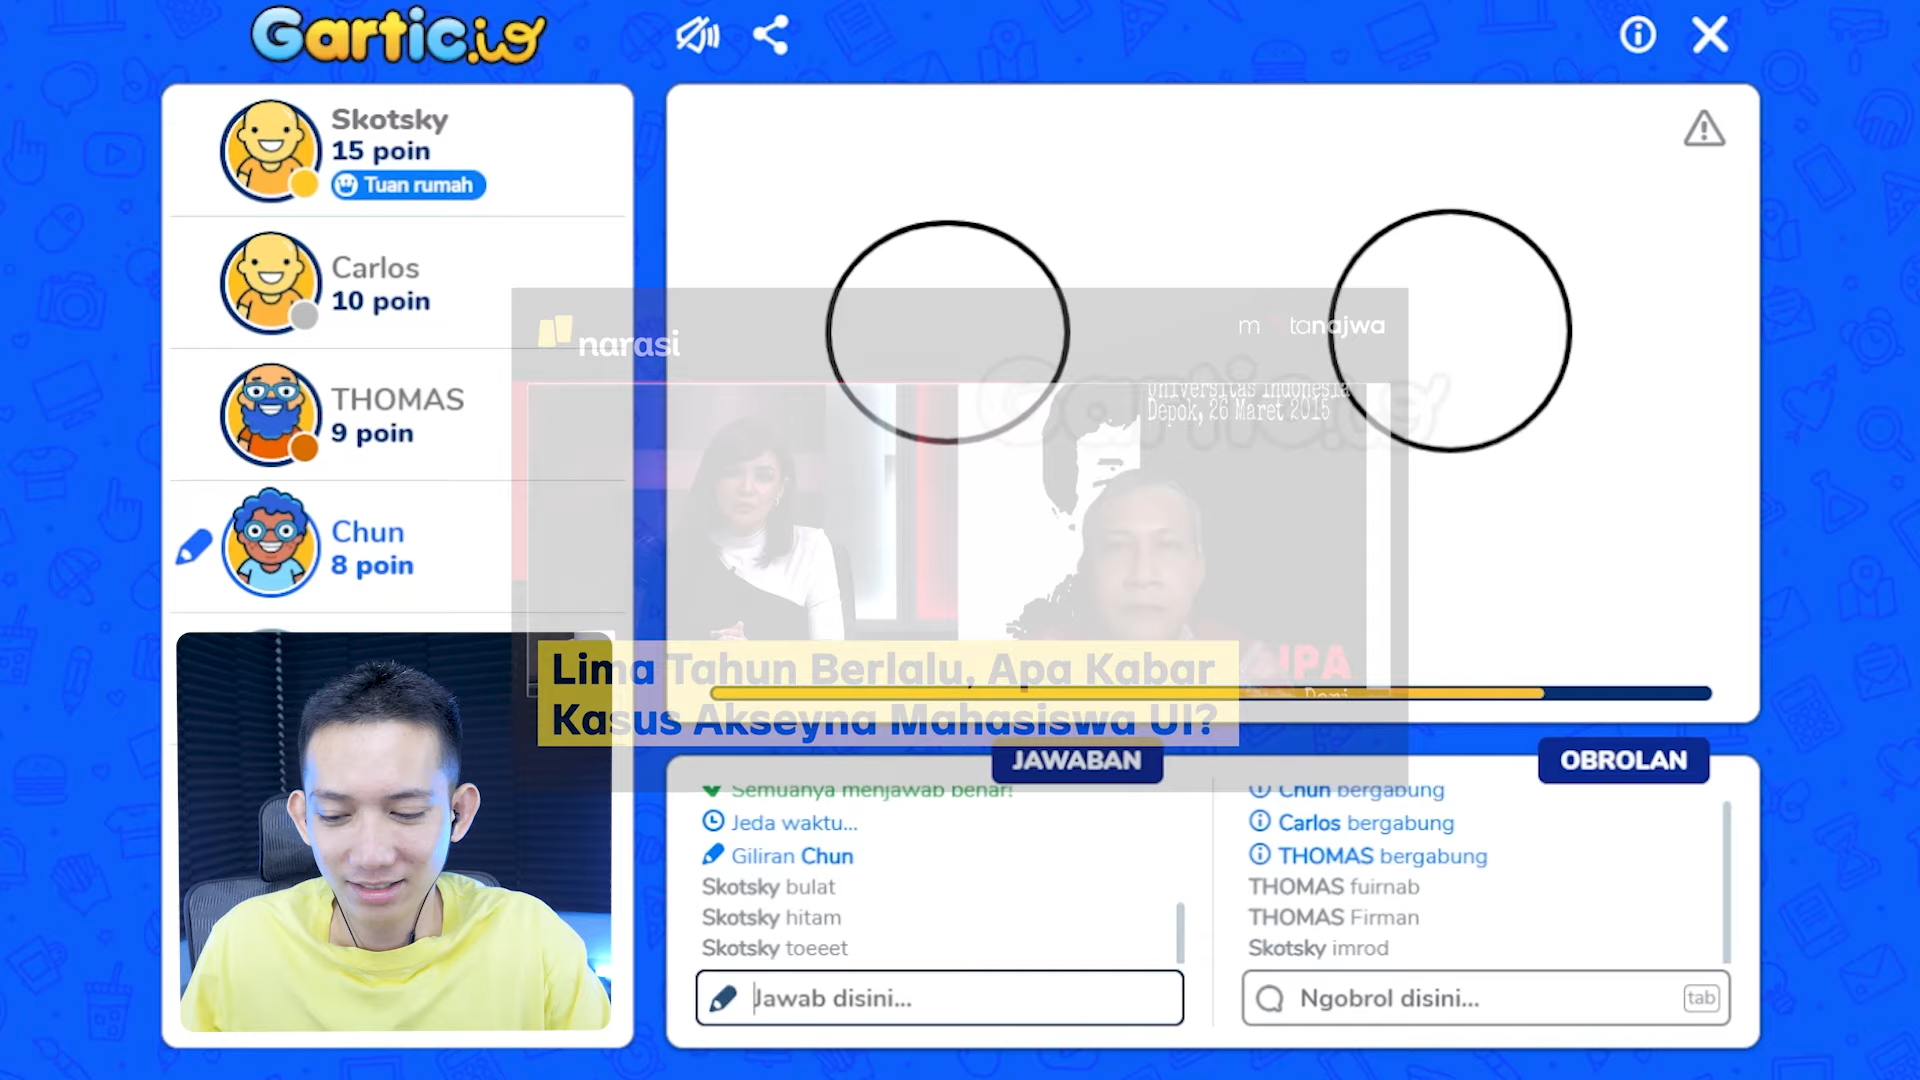 Gartic.io
Skotsky
15 poin
Tuan rumah
Carlos
10 poin
THOMAS
9 poin
Chun
8 poin
narasi
m tanajwa
Gartic.io
Universitas Indonesia
Depok, 26 Maret 2015
Lima Tahun Berlalu, Apa Kabar
Kasus Akseyna Mahasiswa UI?
JAWABAN
Semuanya menjawab benar!
Jeda waktu...
Giliran Chun
Skotsky bulat
Skotsky hitam
Skotsky toeeet
Jawab disini...
OBROLAN
Chun bergabung
Carlos bergabung
THOMAS bergabung
THOMAS fuirnab
THOMAS Firman
Skotsky imrod
Ngobrol disini...
tab